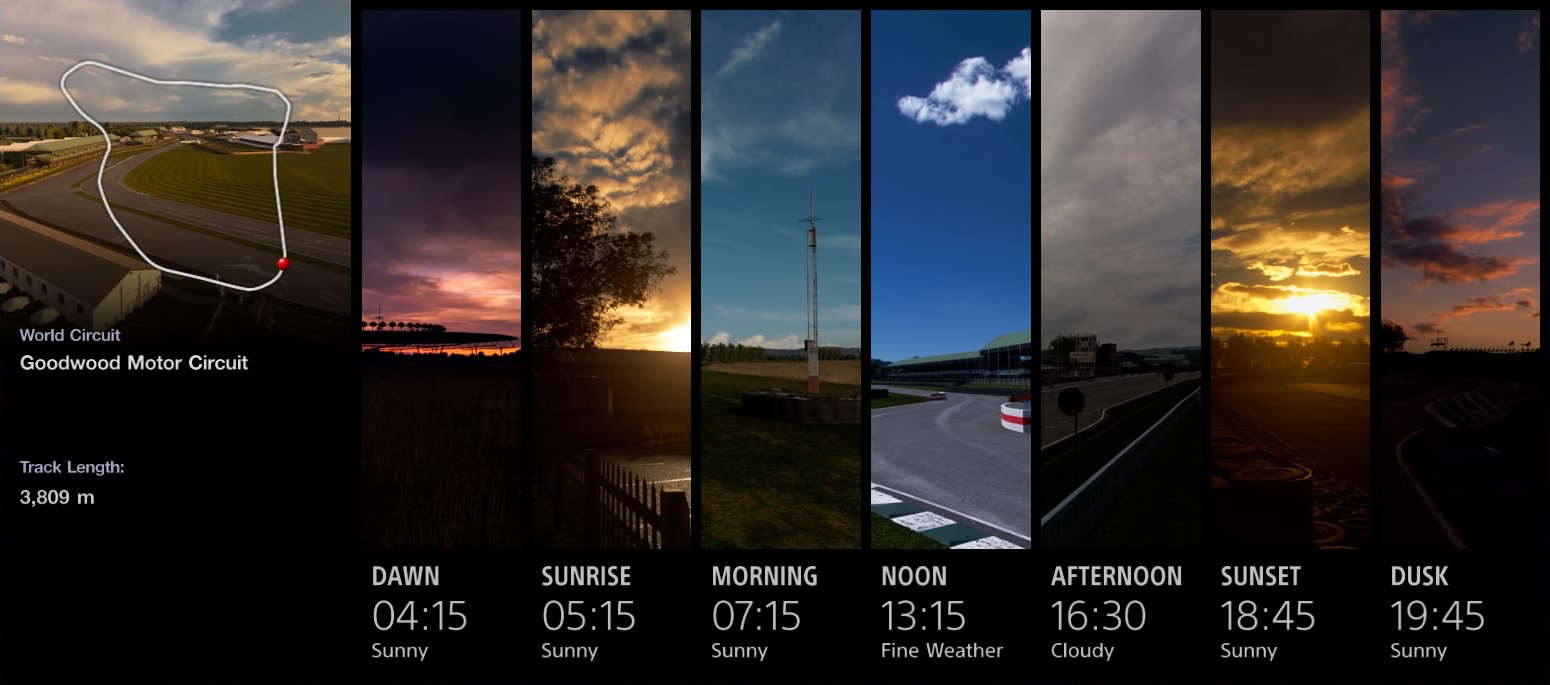 World Circuit
Goodwood Motor Circuit
Track Length:
3,809 m
DAWN
04:15
Sunny
SUNRISE
05:15
Sunny
MORNING
07:15
Sunny
NOON
13:15
Fine Weather
AFTERNOON
16:30
Cloudy
SUNSET
18:45
Sunny
DUSK
19:45
Sunny